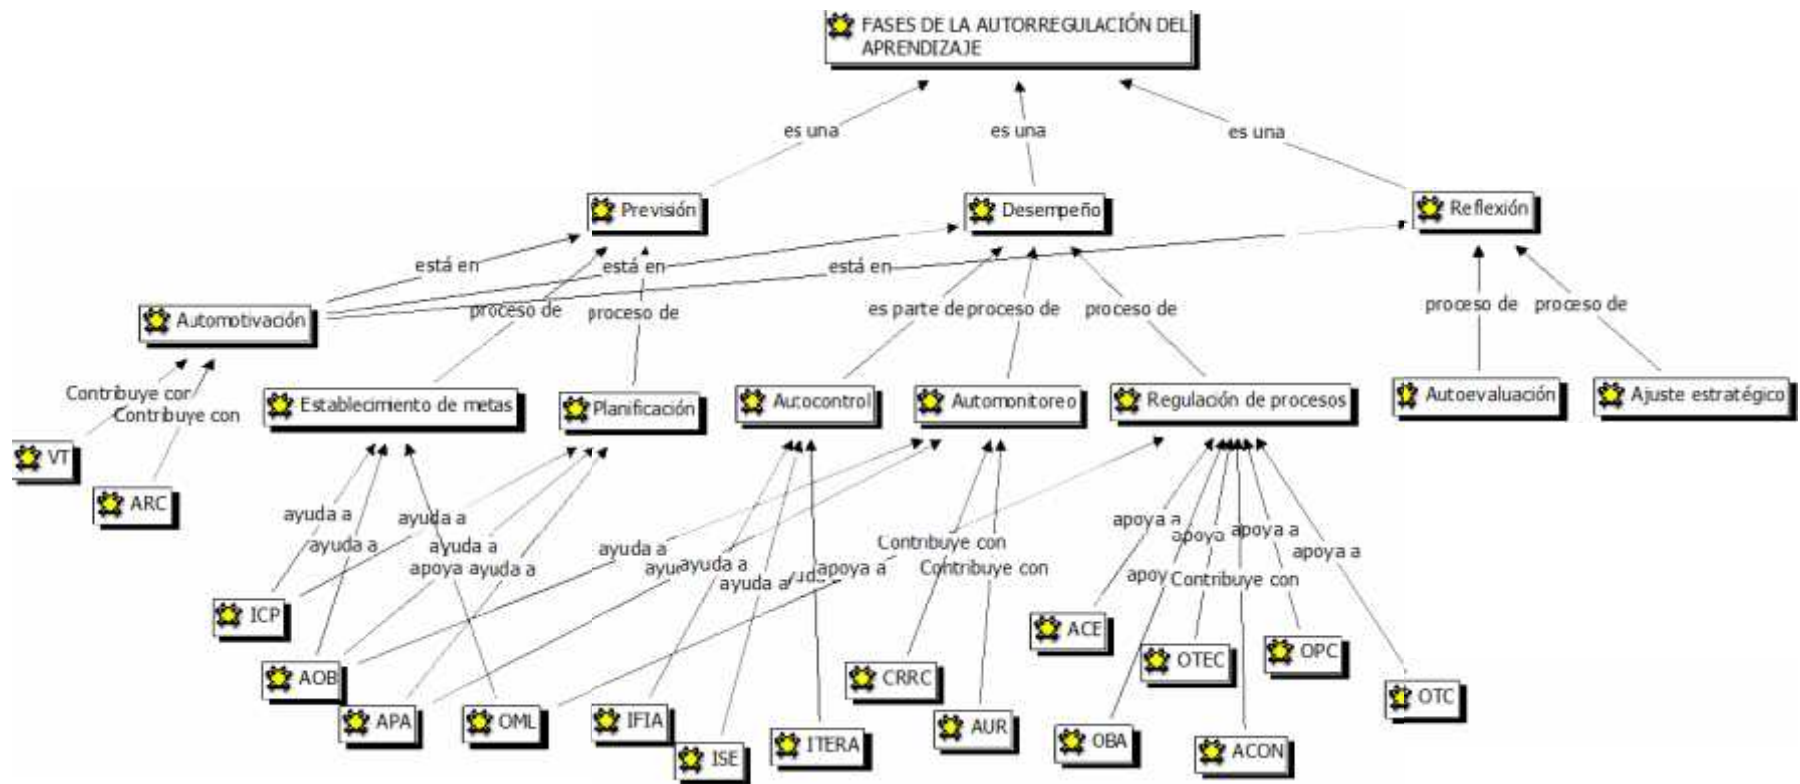 FASES DE LA AUTORREGULACIÓN DEL
APRENDIZAJE
es una
es una
es una
Previsión
Desempeño
Reflexión
está en
está en
está en
Automotivación
proceso de
proceso de
es parte de
proceso de
proceso de
proceso de
proceso de
Contribuye con
Contribuye con
Establecimiento de metas
Planificación
Autocontrol
Automonitoreo
Regulación de procesos
Autoevaluación
Ajuste estratégico
VT
ARC
ayuda a
ayuda a
ayuda a
ayuda a
apoya
ayuda a
ayuda a
ayuda a
ayuda a
apoya a
Contribuye con
Contribuye con
apoya a
apoya
apoya a
apoya a
Contribuye con
ICP
AOB
APA
OML
IFIA
ISE
ITERA
CRRC
AUR
ACE
OTEC
OPC
OTC
OBA
ACON